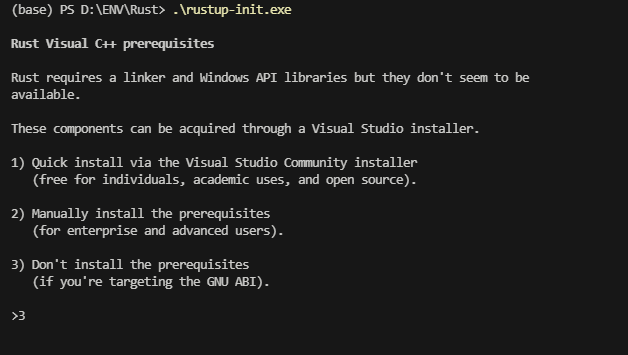 (base) PS D:\ENV\Rust> .\rustup-init.exe
Rust Visual C++ prerequisites
Rust requires a linker and Windows API libraries but they don't seem to be
available.
These components can be acquired through a Visual Studio installer.
1) Quick install via the Visual Studio Community installer
(free for individuals, academic uses, and open source).
2) Manually install the prerequisites
(for enterprise and advanced users).
3) Don't install the prerequisites
(if you're targeting the GNU ABI).
>3